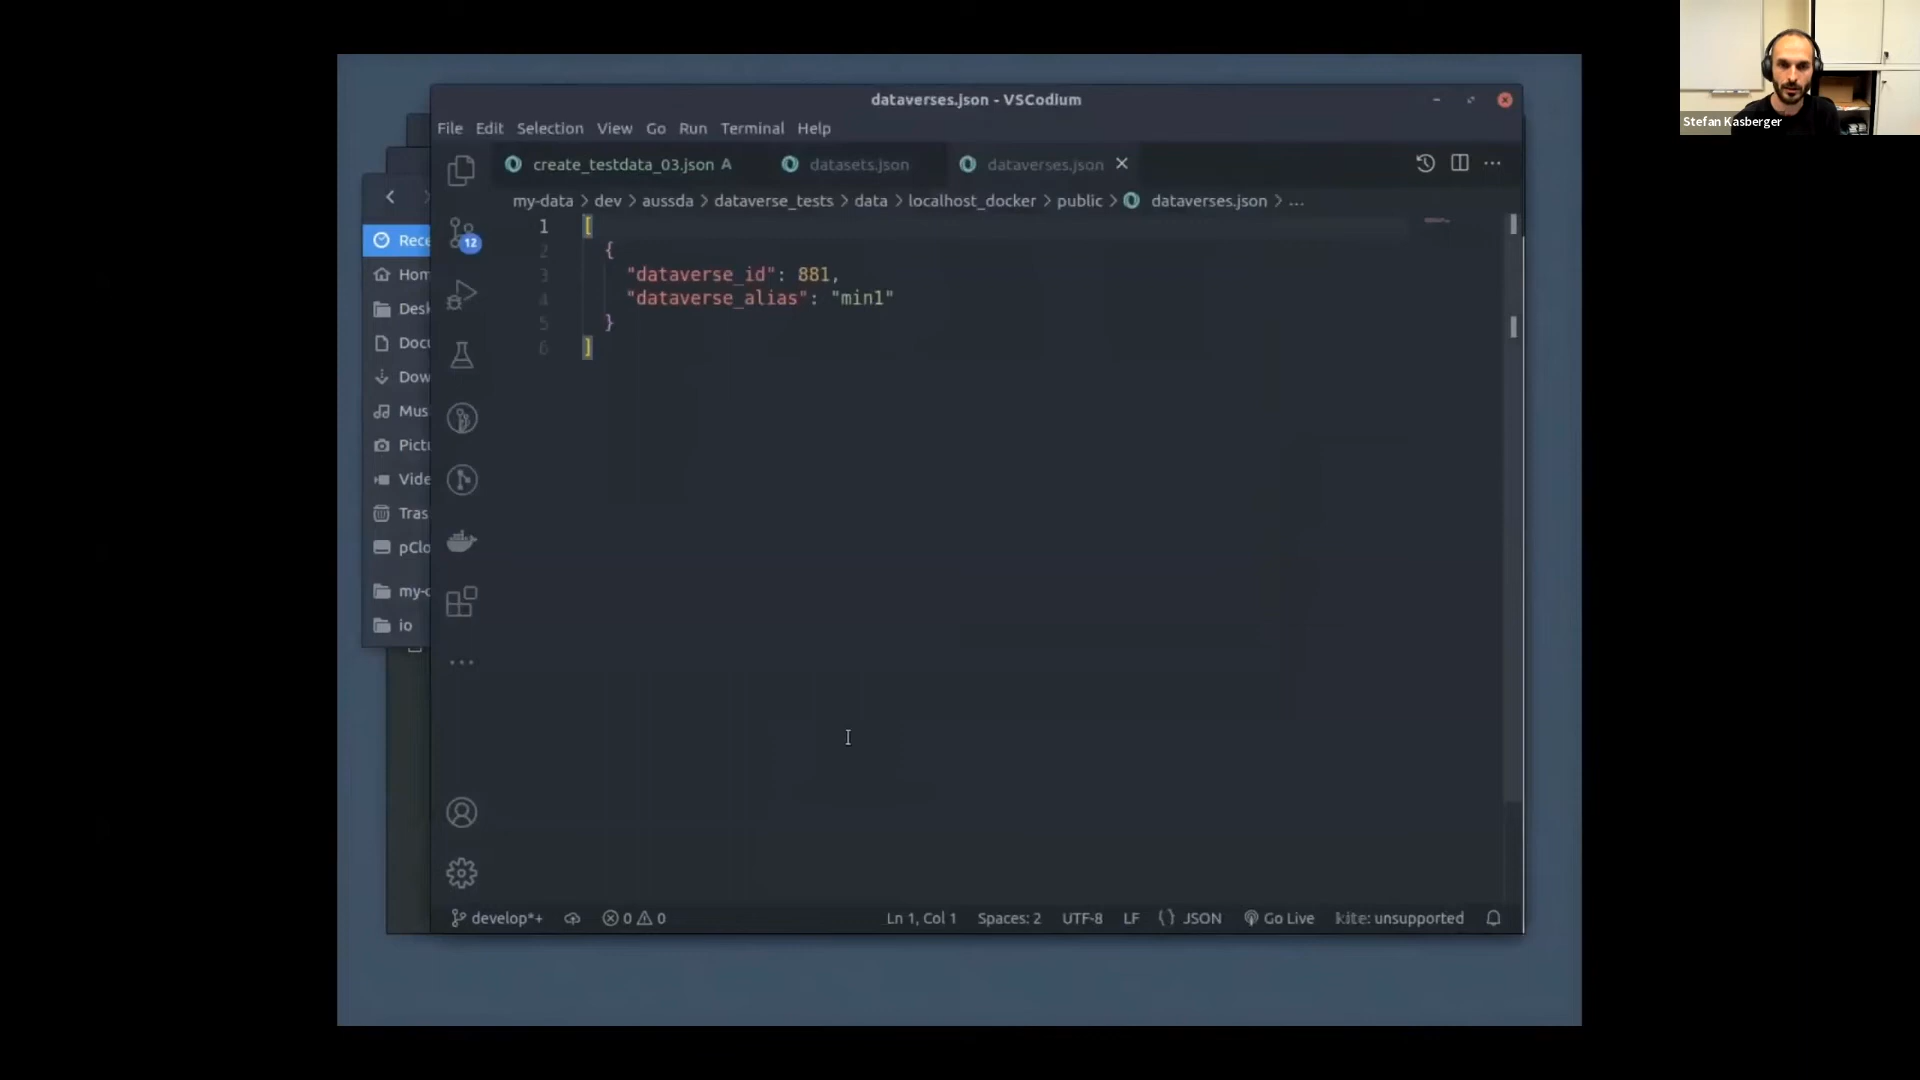 dataverses.json - VSCodium
File Edit Selection View Go Run Terminal Help
create_testdata_03.json A datasets.json dataverses.json
my-data > dev > aussda > dataverse_tests > data > localhost_docker > public > dataverses.json > ...
1 [
2 {
3 "dataverse_id": 881,
4 "dataverse_alias": "min1"
5 }
6 ]
12
Rece
Hom
Desk
Docu
Dow
Mus
Pictu
Vide
Tras
pClo
my-c
io
develop*+ 0 0 Ln 1, Col 1 Spaces: 2 UTF-8 LF {} JSON Go Live kite: unsupported
Stefan Kasberger